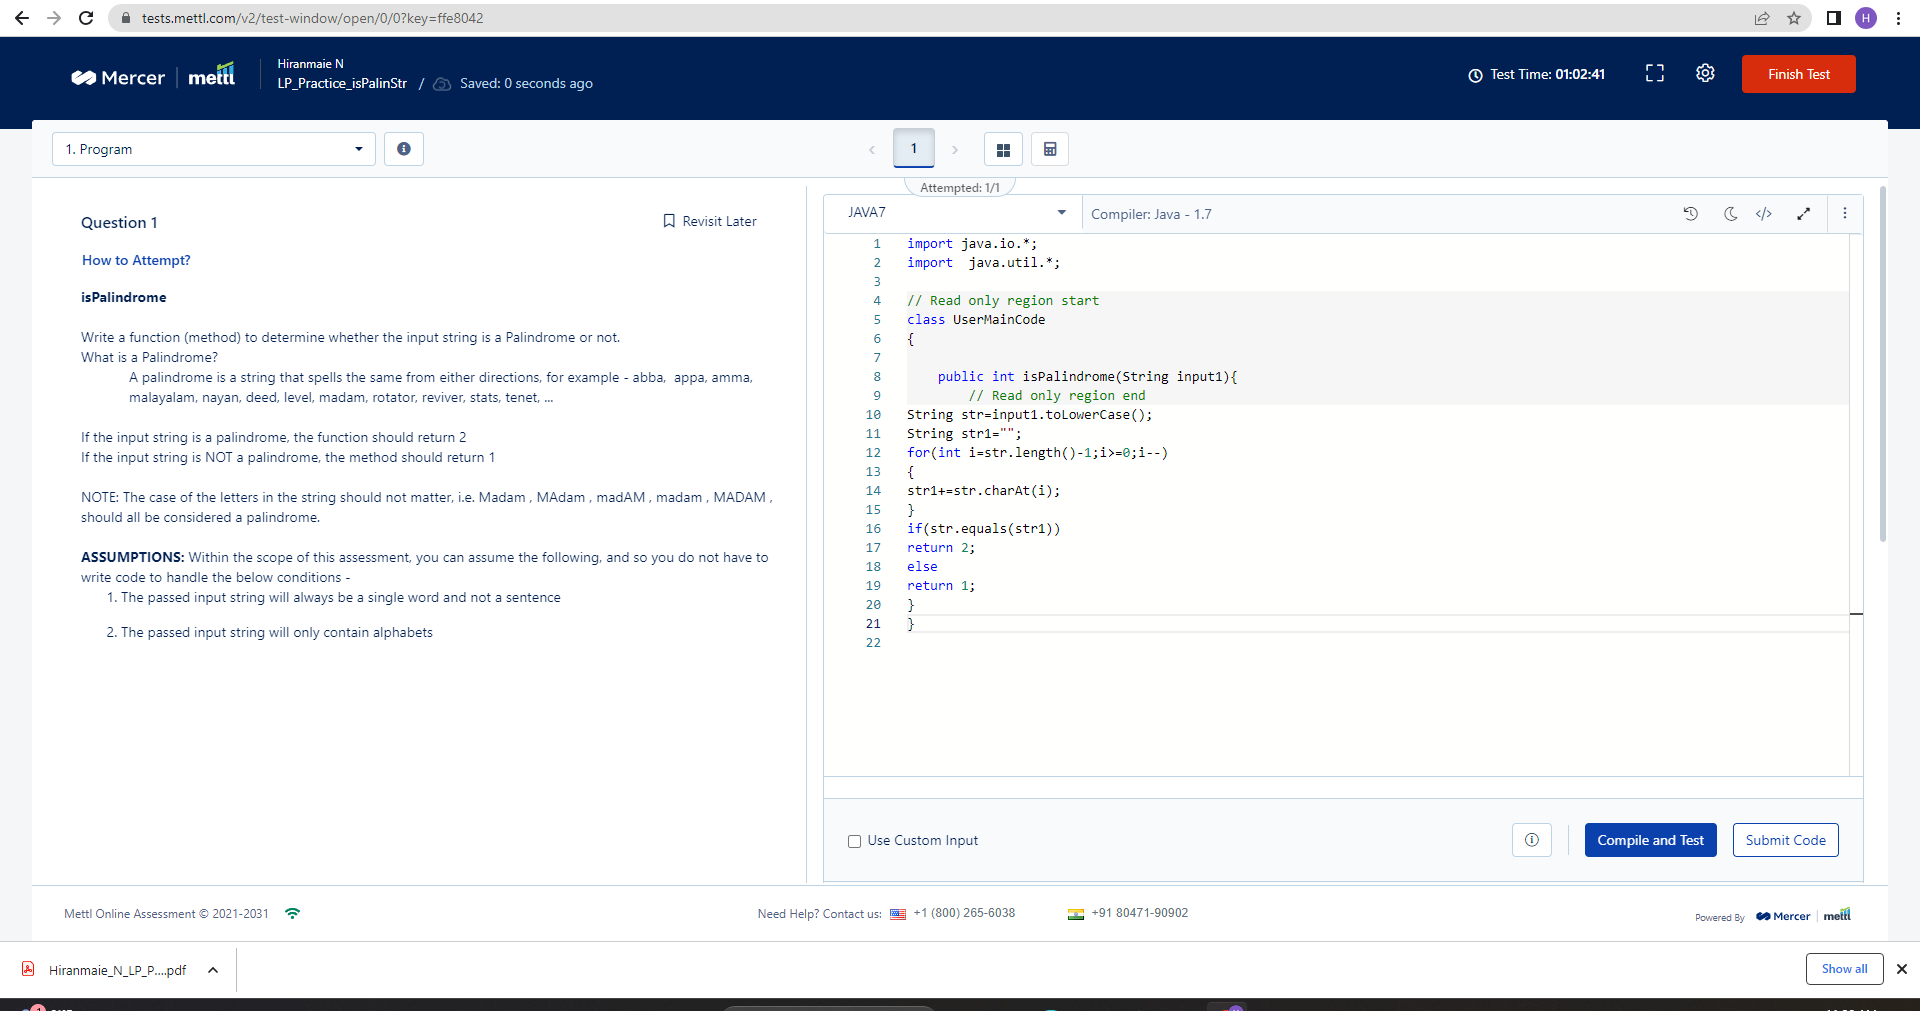 tests.mettl.com/v2/test-window/open/0/0?key=ffe8042
H
Mercer
mettl
Hiranmaie N
LP_Practice_isPalinStr / Saved: 0 seconds ago
Test Time: 01:02:41
Finish Test
1. Program
1
Attempted: 1/1
Question 1
Revisit Later
How to Attempt?
isPalindrome
Write a function (method) to determine whether the input string is a Palindrome or not.
What is a Palindrome?
A palindrome is a string that spells the same from either directions, for example - abba, appa, amma,
malayalam, nayan, deed, level, madam, rotator, reviver, stats, tenet, ...
If the input string is a palindrome, the function should return 2
If the input string is NOT a palindrome, the method should return 1
NOTE: The case of the letters in the string should not matter, i.e. Madam , MAdam , madAM , madam , MADAM ,
should all be considered a palindrome.
ASSUMPTIONS: Within the scope of this assessment, you can assume the following, and so you do not have to
write code to handle the below conditions -
1. The passed input string will always be a single word and not a sentence
2. The passed input string will only contain alphabets
JAVA7
Compiler: Java - 1.7
1 import java.io.*;
2 import  java.util.*;
3
4 // Read only region start
5 class UserMainCode
6 {
7
8     public int isPalindrome(String input1){
9         // Read only region end
10 String str=input1.toLowerCase();
11 String str1="";
12 for(int i=str.length()-1;i>=0;i--)
13 {
14 str1+=str.charAt(i);
15 }
16 if(str.equals(str1))
17 return 2;
18 else
19 return 1;
20 }
21 }
22
Use Custom Input
Compile and Test
Submit Code
Mettl Online Assessment © 2021-2031
Need Help? Contact us: +1 (800) 265-6038
+91 80471-90902
Powered By Mercer mettl
Hiranmaie_N_LP_P....pdf
Show all